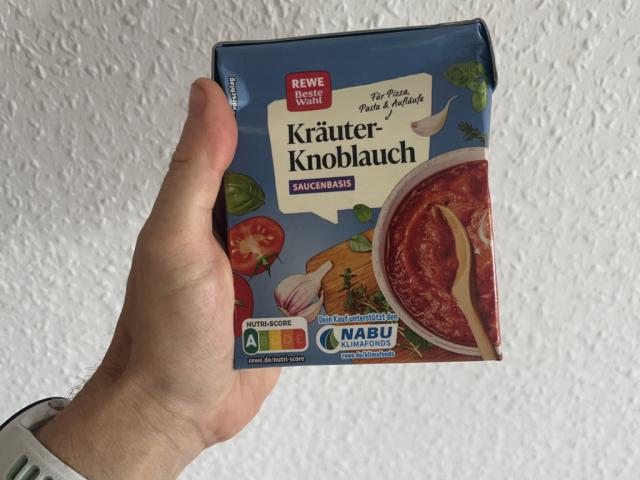 vorschlag
REWE
Beste
Wahl
Für Pizza,
Pasta & Aufläufe
Kräuter-
Knoblauch
SAUCENBASIS
NUTRI-SCORE
A B C D E
rewe.de/nutri-score
Dein Kauf unterstützt den
NABU
KLIMAFONDS
rewe.de/klimafonds